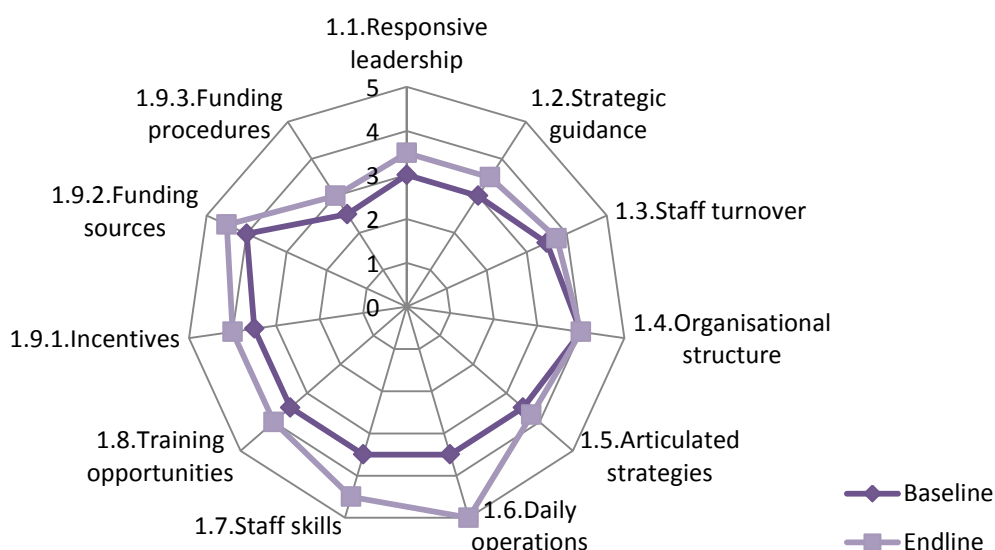 1.1.Responsive
leadership
1.2.Strategic
guidance
1.3.Staff turnover
1.4.Organisational
structure
1.5.Articulated
strategies
1.6.Daily
operations
1.7.Staff skills
1.8.Training
opportunities
1.9.1.Incentives
1.9.2.Funding
sources
1.9.3.Funding
procedures
5
4
3
2
1
0
Baseline
Endline